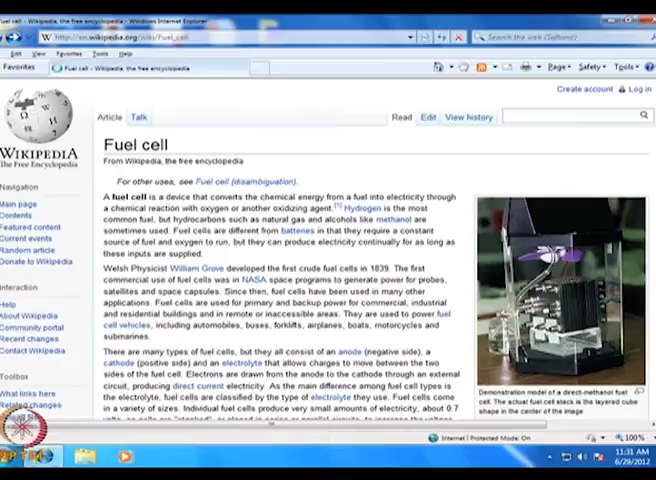 Fuel cell - Wikipedia, the free encyclopedia - Windows Internet Explorer
http://en.wikipedia.org/wiki/Fuel_cell
Search the web (Softonic)
Edit View Favorites Tools Help
Favorites
Fuel cell - Wikipedia, the free encyclopedia
Page Safety Tools
Create account Log in
Article Talk Read Edit View history
WIKIPEDIA
The Free Encyclopedia
Fuel cell
From Wikipedia, the free encyclopedia
For other uses, see Fuel cell (disambiguation).
Navigation
Main page
Contents
Featured content
Current events
Random article
Donate to Wikipedia
Interaction
Help
About Wikipedia
Community portal
Recent changes
Contact Wikipedia
Toolbox
What links here
Related changes
A fuel cell is a device that converts the chemical energy from a fuel into electricity through
a chemical reaction with oxygen or another oxidizing agent.[1] Hydrogen is the most
common fuel, but hydrocarbons such as natural gas and alcohols like methanol are
sometimes used. Fuel cells are different from batteries in that they require a constant
source of fuel and oxygen to run, but they can produce electricity continually for as long as
these inputs are supplied.
Welsh Physicist William Grove developed the first crude fuel cells in 1839. The first
commercial use of fuel cells was in NASA space programs to generate power for probes,
satellites and space capsules. Since then, fuel cells have been used in many other
applications. Fuel cells are used for primary and backup power for commercial, industrial
and residential buildings and in remote or inaccessible areas. They are used to power fuel
cell vehicles, including automobiles, buses, forklifts, airplanes, boats, motorcycles and
submarines.
There are many types of fuel cells, but they all consist of an anode (negative side), a
cathode (positive side) and an electrolyte that allows charges to move between the two
sides of the fuel cell. Electrons are drawn from the anode to the cathode through an external
circuit, producing direct current electricity. As the main difference among fuel cell types is
the electrolyte, fuel cells are classified by the type of electrolyte they use. Fuel cells come
in a variety of sizes. Individual fuel cells produce very small amounts of electricity, about 0.7
Demonstration model of a direct-methanol fuel
cell. The actual fuel cell stack is the layered cube
shape in the center of the image
NPTEL
Internet | Protected Mode: On
100%
11:31 AM
6/29/2012